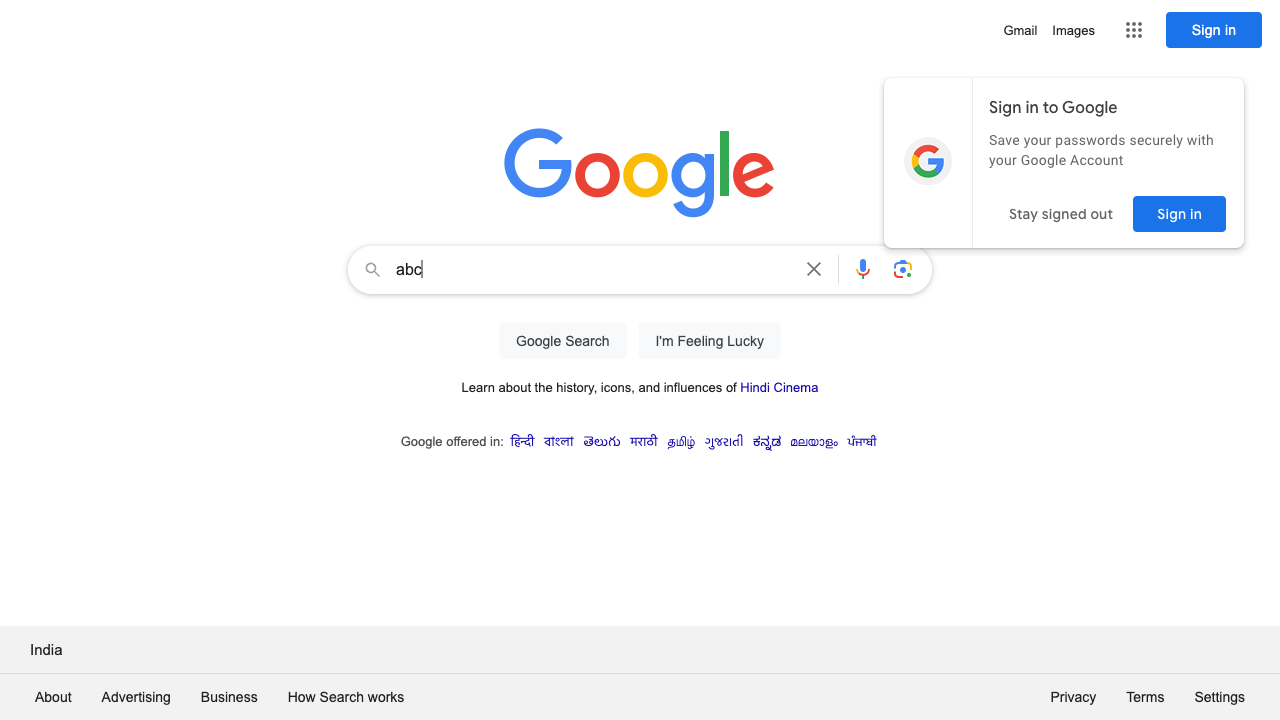 Gmail Images Sign in
Sign in to Google
Save your passwords securely with
your Google Account
Stay signed out Sign in
Google
abc
Google Search I'm Feeling Lucky
Learn about the history, icons, and influences of Hindi Cinema
Google offered in: हिन्दी বাংলা తెలుగు मराठी தமிழ் ગુજરાતી ಕನ್ನಡ മലയാളം ਪੰਜਾਬੀ
India
About Advertising Business How Search works Privacy Terms Settings